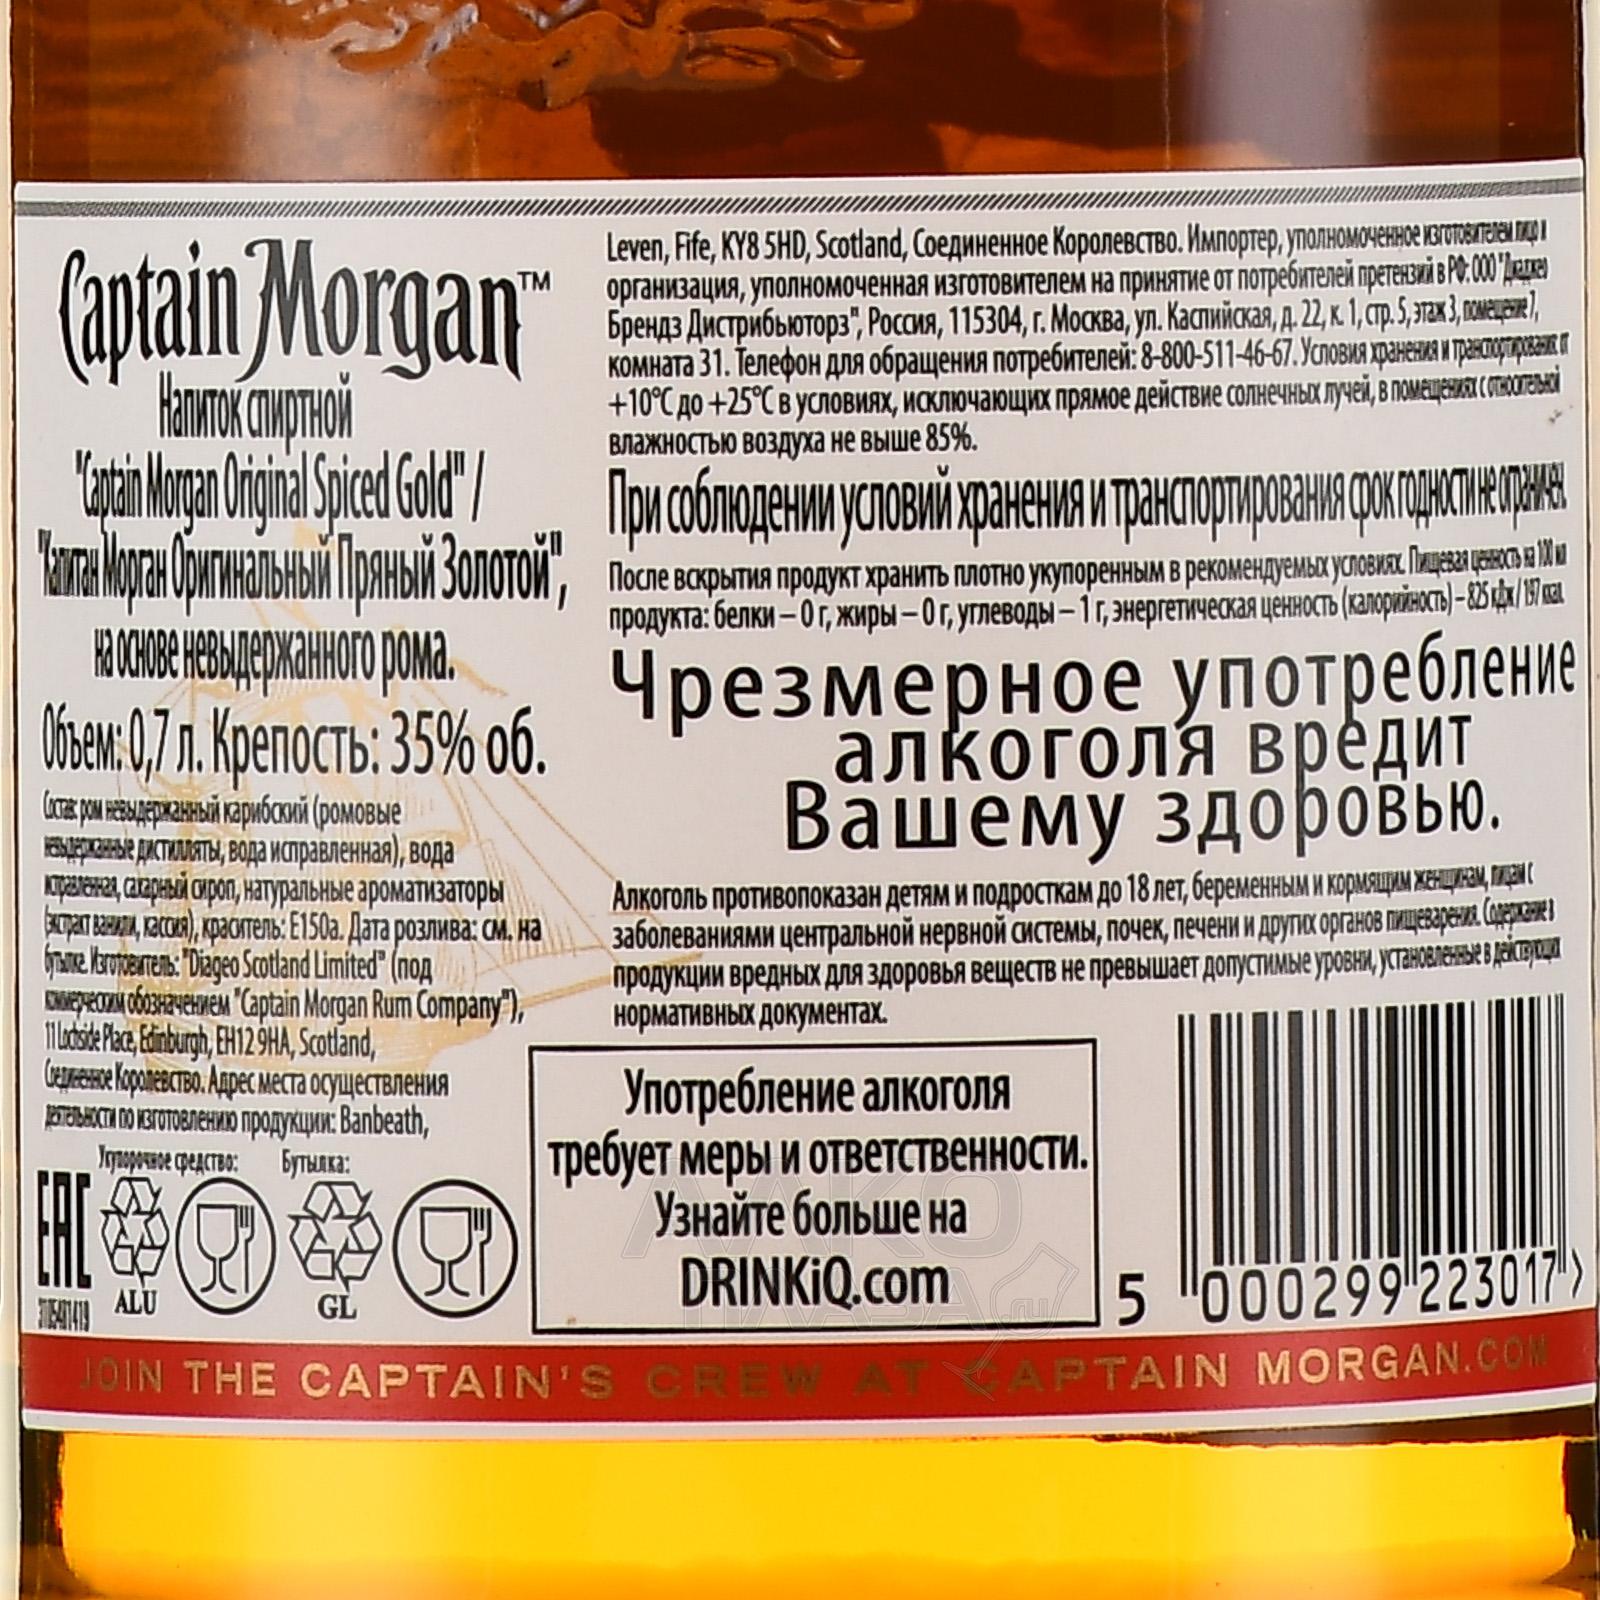 Captain Morgan™
Напиток спиртной
"Captain Morgan Original Spiced Gold" /
"Капитан Морган Оригинальный Пряный Золотой",
на основе невыдержанного рома.
Объем: 0,7 л. Крепость: 35% об.
Состав: ром невыдержанный карибский (ромовые
невыдержанные дистилляты, вода исправленная), вода
исправленная, сахарный сироп, натуральные ароматизаторы
(экстракт ванили, кассия), краситель: Е150а. Дата розлива: см. на
бутылке. Изготовитель: "Diageo Scotland Limited" (под
коммерческим обозначением "Captain Morgan Rum Company"),
11 Lochside Place, Edinburgh, EH12 9HA, Scotland,
Соединенное Королевство. Адрес места осуществления
деятельности по изготовлению продукции: Banbeath,
Укупорочное средство: Бутылка:
EAC
ALU
GL
Leven, Fife, KY8 5HD, Scotland, Соединенное Королевство. Импортер, уполномоченное изготовителем лицо и
организация, уполномоченная изготовителем на принятие от потребителей претензий в РФ: ООО "Диаджео
Брендз Дистрибьюторз", Россия, 115304, г. Москва, ул. Каспийская, д. 22, к. 1, стр. 5, этаж 3, помещение 7,
комната 31. Телефон для обращения потребителей: 8-800-511-46-67. Условия хранения и транспортирования: от
+10°C до +25°C в условиях, исключающих прямое действие солнечных лучей, в помещениях с относительной
влажностью воздуха не выше 85%.
При соблюдении условий хранения и транспортирования срок годности не ограничен.
После вскрытия продукт хранить плотно укупоренным в рекомендуемых условиях. Пищевая ценность на 100 мл
продукта: белки – 0 г, жиры – 0 г, углеводы – 1 г, энергетическая ценность (калорийность) – 825 кДж / 197 ккал.
Чрезмерное употребление
алкоголя вредит
Вашему здоровью.
Алкоголь противопоказан детям и подросткам до 18 лет, беременным и кормящим женщинам, лицам с
заболеваниями центральной нервной системы, почек, печени и других органов пищеварения. Содержание в
продукции вредных для здоровья веществ не превышает допустимые уровни, установленные в действующих
нормативных документах.
Употребление алкоголя
требует меры и ответственности.
Узнайте больше на
DRINKiQ.com
5 000299 223017 >
JOIN THE CAPTAIN'S CREW AT CAPTAIN MORGAN.COM